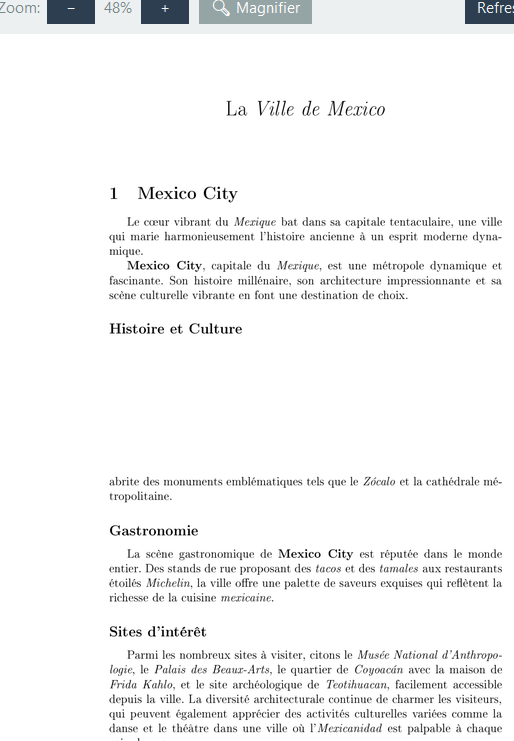 Zoom:
−
48%
+
Magnifier
La Ville de Mexico
1 Mexico City
Le cœur vibrant du Mexique bat dans sa capitale tentaculaire, une ville
qui marie harmonieusement l'histoire ancienne à un esprit moderne dyna-
mique.
Mexico City, capitale du Mexique, est une métropole dynamique et
fascinante. Son histoire millénaire, son architecture impressionnante et sa
scène culturelle vibrante en font une destination de choix.
Histoire et Culture
abrite des monuments emblématiques tels que le Zócalo et la cathédrale mé-
tropolitaine.
Gastronomie
La scène gastronomique de Mexico City est réputée dans le monde
entier. Des stands de rue proposant des tacos et des tamales aux restaurants
étoilés Michelin, la ville offre une palette de saveurs exquises qui reflètent la
richesse de la cuisine mexicaine.
Sites d'intérêt
Parmi les nombreux sites à visiter, citons le Musée National d'Anthropo-
logie, le Palais des Beaux-Arts, le quartier de Coyoacán avec la maison de
Frida Kahlo, et le site archéologique de Teotihuacan, facilement accessible
depuis la ville. La diversité architecturale continue de charmer les visiteurs,
qui peuvent également apprécier des activités culturelles variées comme la
danse et le théâtre dans une ville où l'Mexicanidad est palpable à chaque